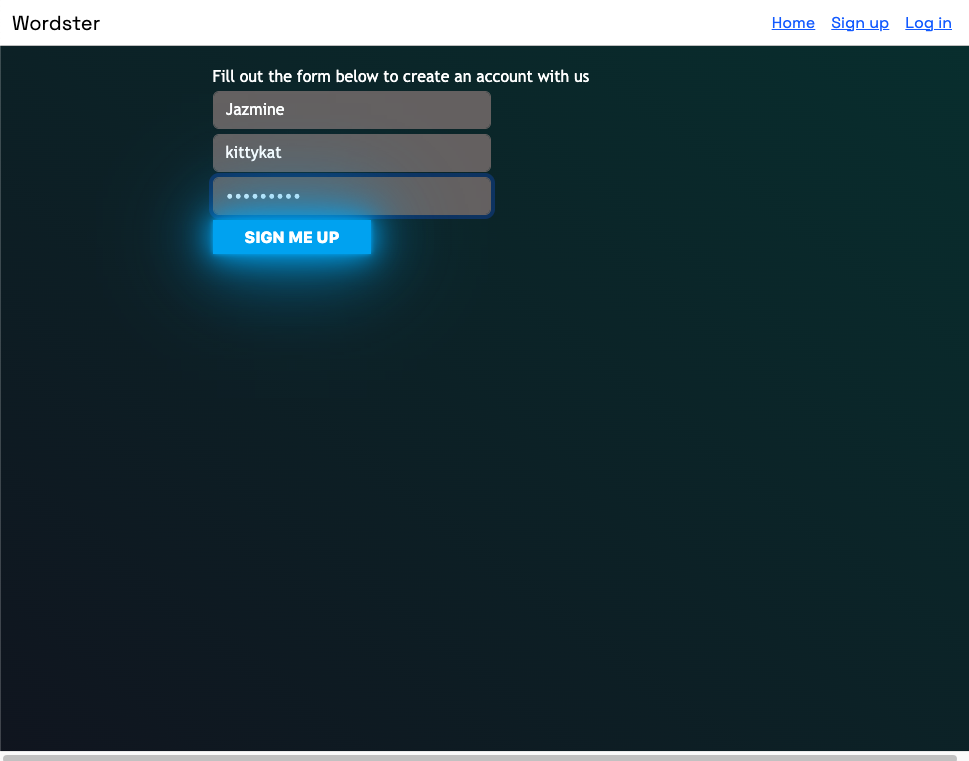 Wordster
Home Sign up Log in
Fill out the form below to create an account with us
Jazmine
kittykat
•••••••••
SIGN ME UP